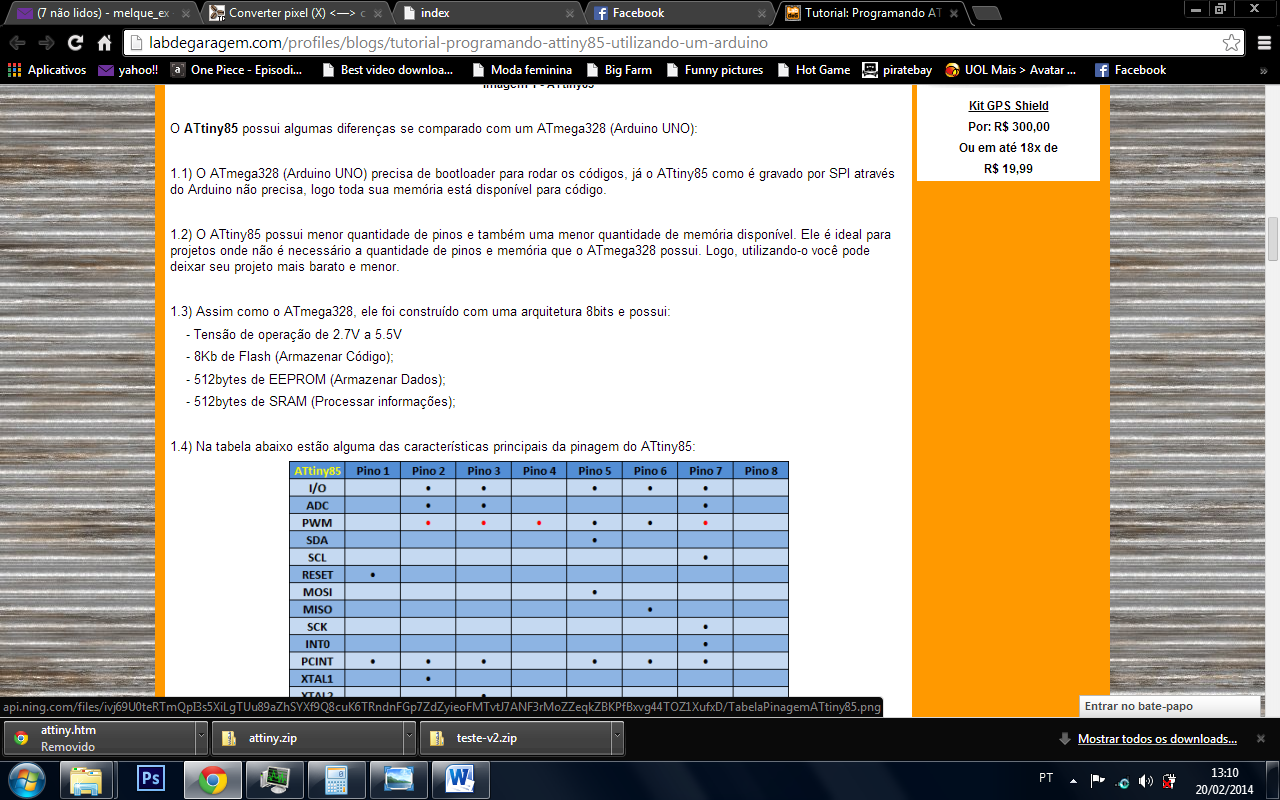 (7 não lidos) - melque_ex
Converter pixel (X) <—> c
index
Facebook
Tutorial: Programando AT
labdegaragem.com/profiles/blogs/tutorial-programando-attiny85-utilizando-um-arduino
Aplicativos
yahoo!!
One Piece - Episodi...
Best video downloa...
Moda feminina
Big Farm
Funny pictures
Hot Game
piratebay
UOL Mais > Avatar ...
Facebook
»
Imagem 1 - ATtiny85
O ATtiny85 possui algumas diferenças se comparado com um ATmega328 (Arduino UNO):
1.1) O ATmega328 (Arduino UNO) precisa de bootloader para rodar os códigos, já o ATtiny85 como é gravado por SPI através
do Arduino não precisa, logo toda sua memória está disponível para código.
1.2) O ATtiny85 possui menor quantidade de pinos e também uma menor quantidade de memória disponível. Ele é ideal para
projetos onde não é necessário a quantidade de pinos e memória que o ATmega328 possui. Logo, utilizando-o você pode
deixar seu projeto mais barato e menor.
1.3) Assim como o ATmega328, ele foi construído com uma arquitetura 8bits e possui:
- Tensão de operação de 2.7V a 5.5V
- 8Kb de Flash (Armazenar Código);
- 512bytes de EEPROM (Armazenar Dados);
- 512bytes de SRAM (Processar informações);
1.4) Na tabela abaixo estão alguma das características principais da pinagem do ATtiny85:
ATtiny85 Pino 1 Pino 2 Pino 3 Pino 4 Pino 5 Pino 6 Pino 7 Pino 8
I/O • • • • •
ADC • • •
PWM • • • • • •
SDA •
SCL •
RESET •
MOSI •
MISO •
SCK •
INT0 •
PCINT • • • • • •
XTAL1 •
XTAL2 •
Kit GPS Shield
Por: R$ 300,00
Ou em até 18x de
R$ 19,99
Entrar no bate-papo
attiny.htm
Removido
attiny.zip
teste-v2.zip
Mostrar todos os downloads...
Ps
W
PT
13:10
20/02/2014